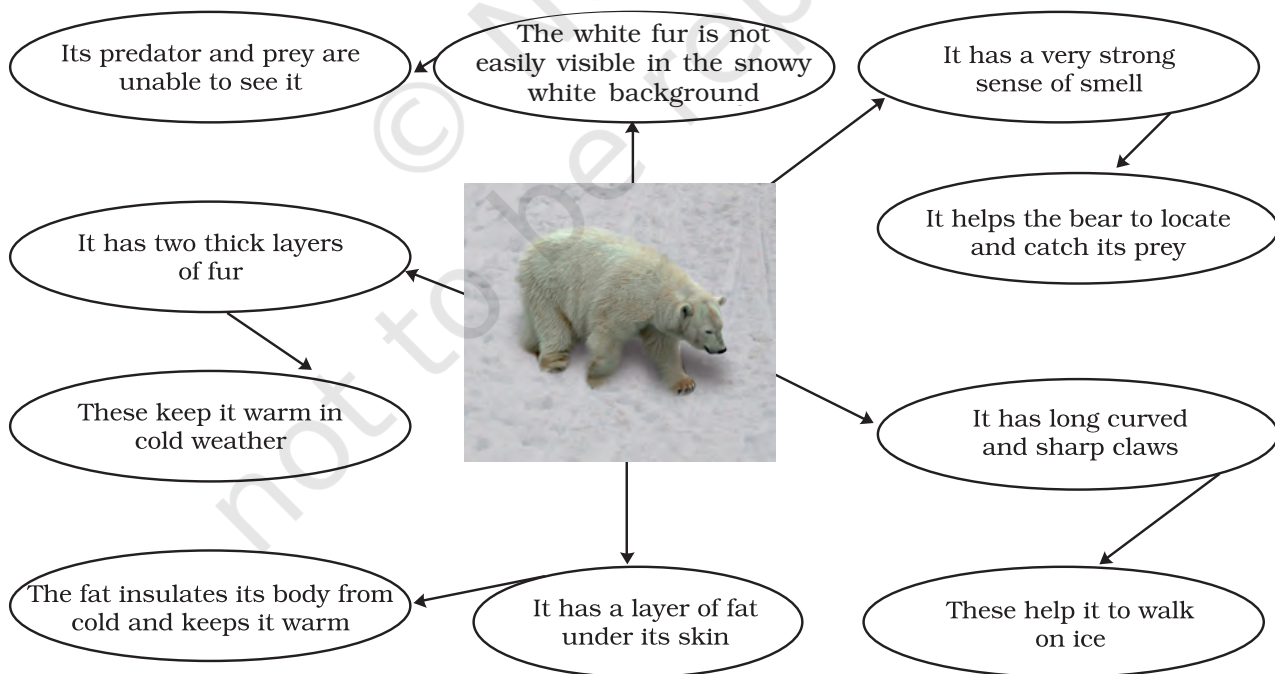 Its predator and prey are
unable to see it
The white fur is not
easily visible in the snowy
white background
It has a very strong
sense of smell
It helps the bear to locate
and catch its prey
It has two thick layers
of fur
These keep it warm in
cold weather
It has long curved
and sharp claws
The fat insulates its body from
cold and keeps it warm
It has a layer of fat
under its skin
These help it to walk
on ice
© N
not to be rep